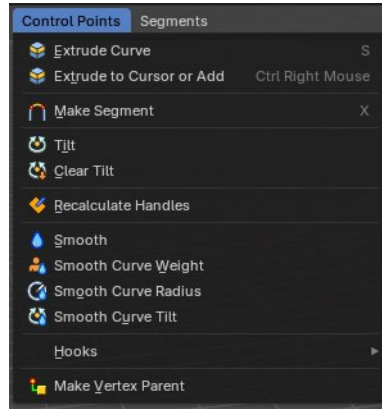 Control Points Segments
Extrude Curve S
Extrude to Cursor or Add Ctrl Right Mouse
Make Segment X
Tilt
Clear Tilt
Recalculate Handles
Smooth
Smooth Curve Weight
Smooth Curve Radius
Smooth Curve Tilt
Hooks
Make Vertex Parent